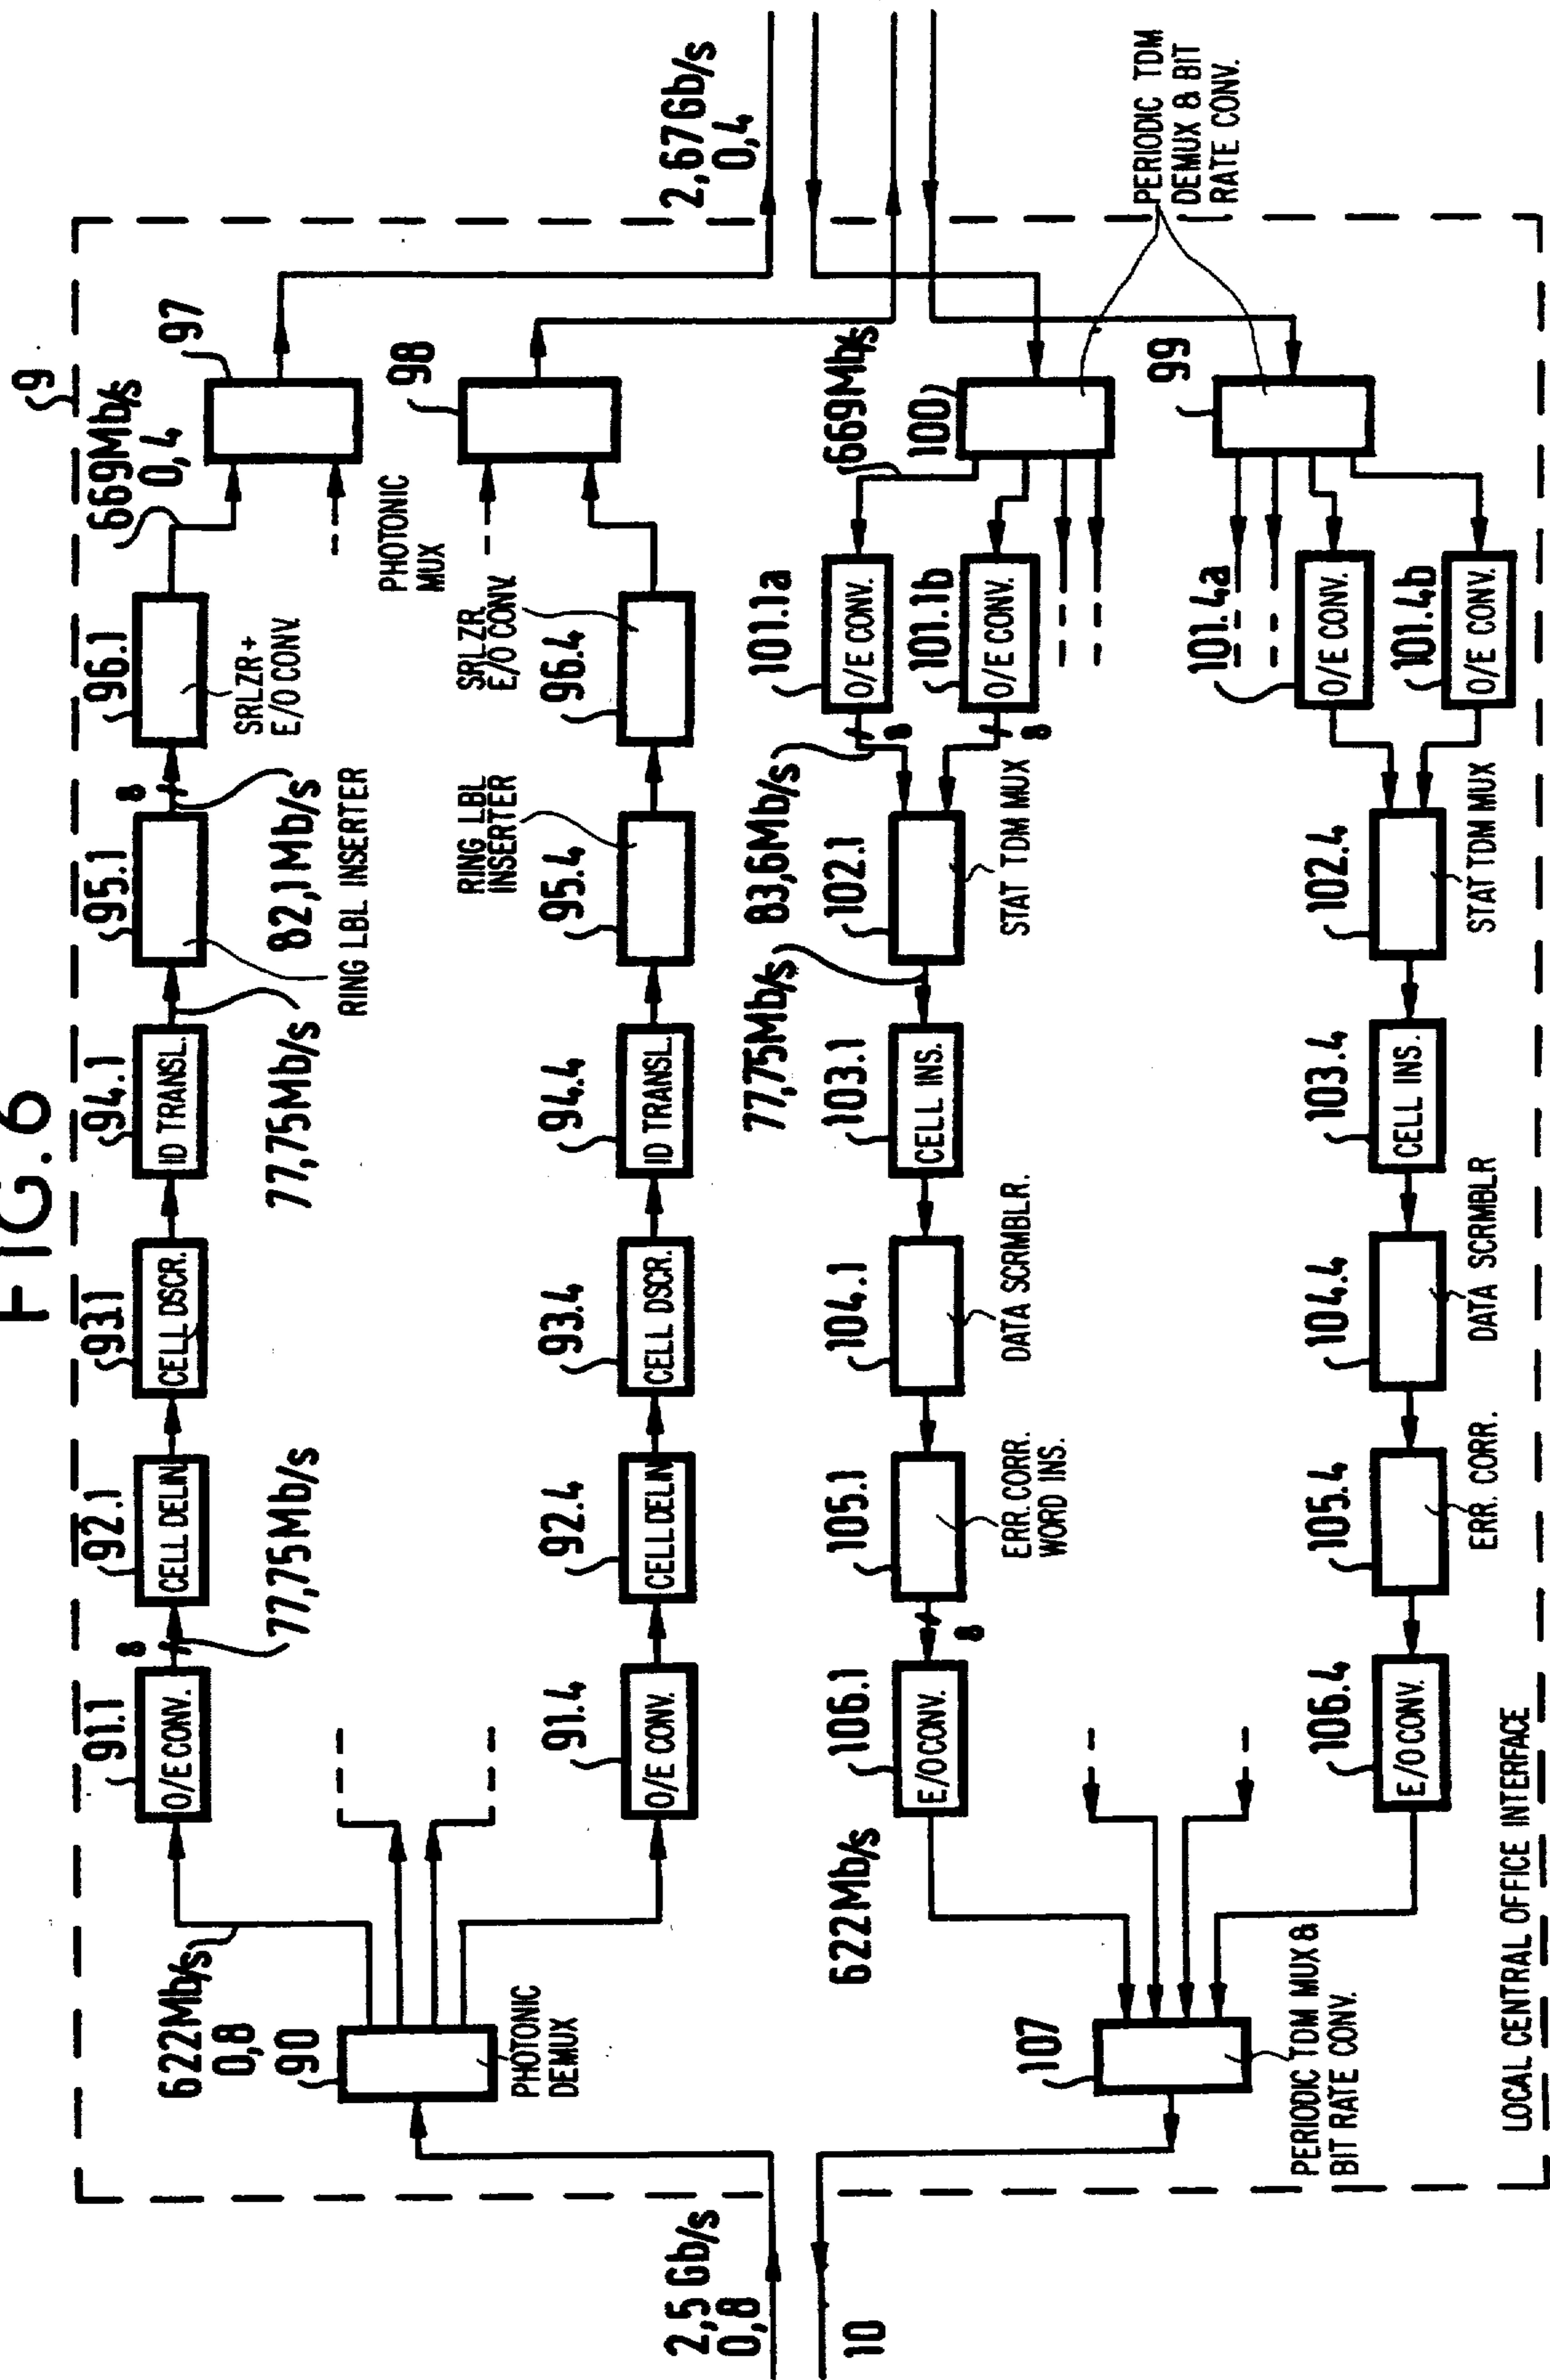 FIG. 6
9
2,5 Gb/s
0,8
10
622Mb/s
0,8
90
PHOTONIC
DEMUX
91.1
O/E CONV.
8
77,75Mb/s
92.1
CELL DELIN
93.1
CELL DSCR.
94.1
ID TRANSL.
77,75Mb/s
95.1
RING LBL INSERTER
8
82,1Mb/s
96.1
SRLZR +
E/O CONV.
669Mb/s
0,4
97
2,67Gb/s
0,4
91.4
O/E CONV.
92.4
CELL DELIN
93.4
CELL DSCR.
94.4
ID TRANSL.
95.4
RING LBL
INSERTER
96.4
SRLZR
E/O CONV.
PHOTONIC
MUX
98
106.1
E/O CONV.
622Mb/s
8
105.1
ERR. CORR.
WORD INS.
104.1
DATA SCRMBLR.
103.1
CELL INS.
77,75Mb/s
102.1
STAT TDM MUX
83,6Mb/s
8
8
101.1a
O/E CONV.
101.1b
O/E CONV.
669Mb/s
100
PERIODIC TDM
DEMUX & BIT
RATE CONV.
99
101.4a
O/E CONV.
101.4b
O/E CONV.
102.4
STAT TDM MUX
103.4
CELL INS.
104.4
DATA SCRMBLR
105.4
ERR. CORR.
106.4
E/O CONV.
107
PERIODIC TDM MUX &
BIT RATE CONV.
LOCAL CENTRAL OFFICE INTERFACE